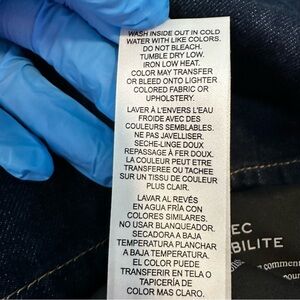 WASH INSIDE OUT IN COLD
WATER WITH LIKE COLORS.
DO NOT BLEACH.
TUMBLE DRY LOW.
IRON LOW HEAT.
COLOR MAY TRANSFER
OR BLEED ONTO LIGHTER
COLORED FABRIC OR
UPHOLSTERY.
LAVER À L'ENVERS L'EAU
FROIDE AVEC DES
COULEURS SEMBLABLES.
NE PAS JAVELLISER.
SECHE-LINGE DOUX
REPASSAGE À FER DOUX.
LA COULEUR PEUT ETRE
TRANSFEREE OU TACHEE
SUR UN TISSU DE COULEUR
PLUS CLAIR.
LAVAR AL REVÉS
EN AGUA FRÍA CON
COLORES SIMILARES.
NO USAR BLANQUEADOR.
SECADORA A BAJA
TEMPERATURA PLANCHAR
A BAJA TEMPERATURA.
EL COLOR PUEDE
TRANSFERIR EN TELA O
TAPICERÍA DE
COLOR MAS CLARO.
EC
BILITE
comment
pour